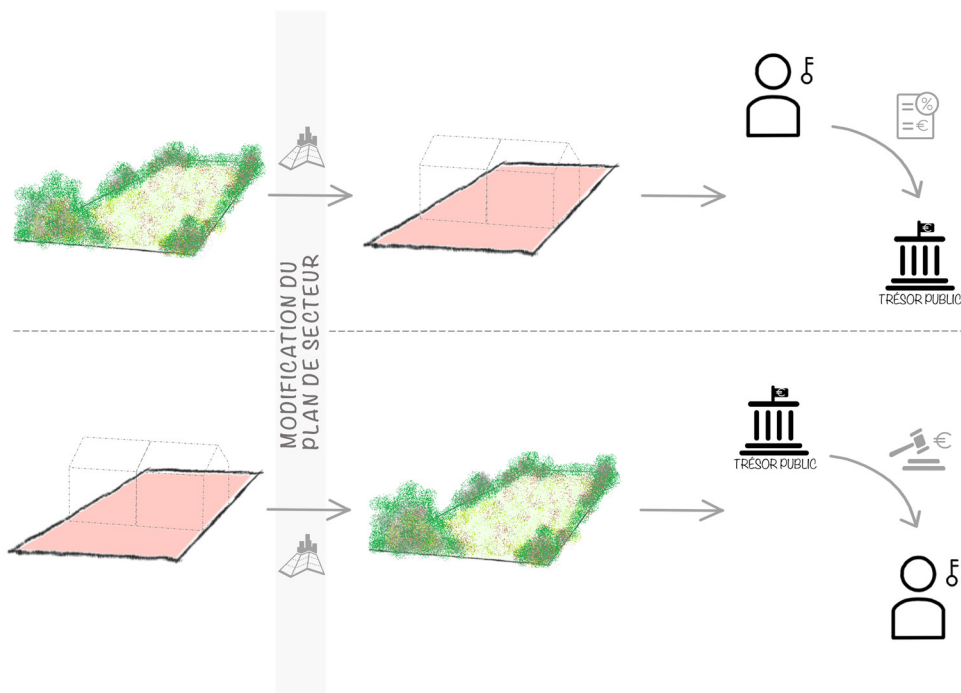 %
€
€
TRÉSOR PUBLIC
MODIFICATION DU
PLAN DE SECTEUR
€
TRÉSOR PUBLIC
€